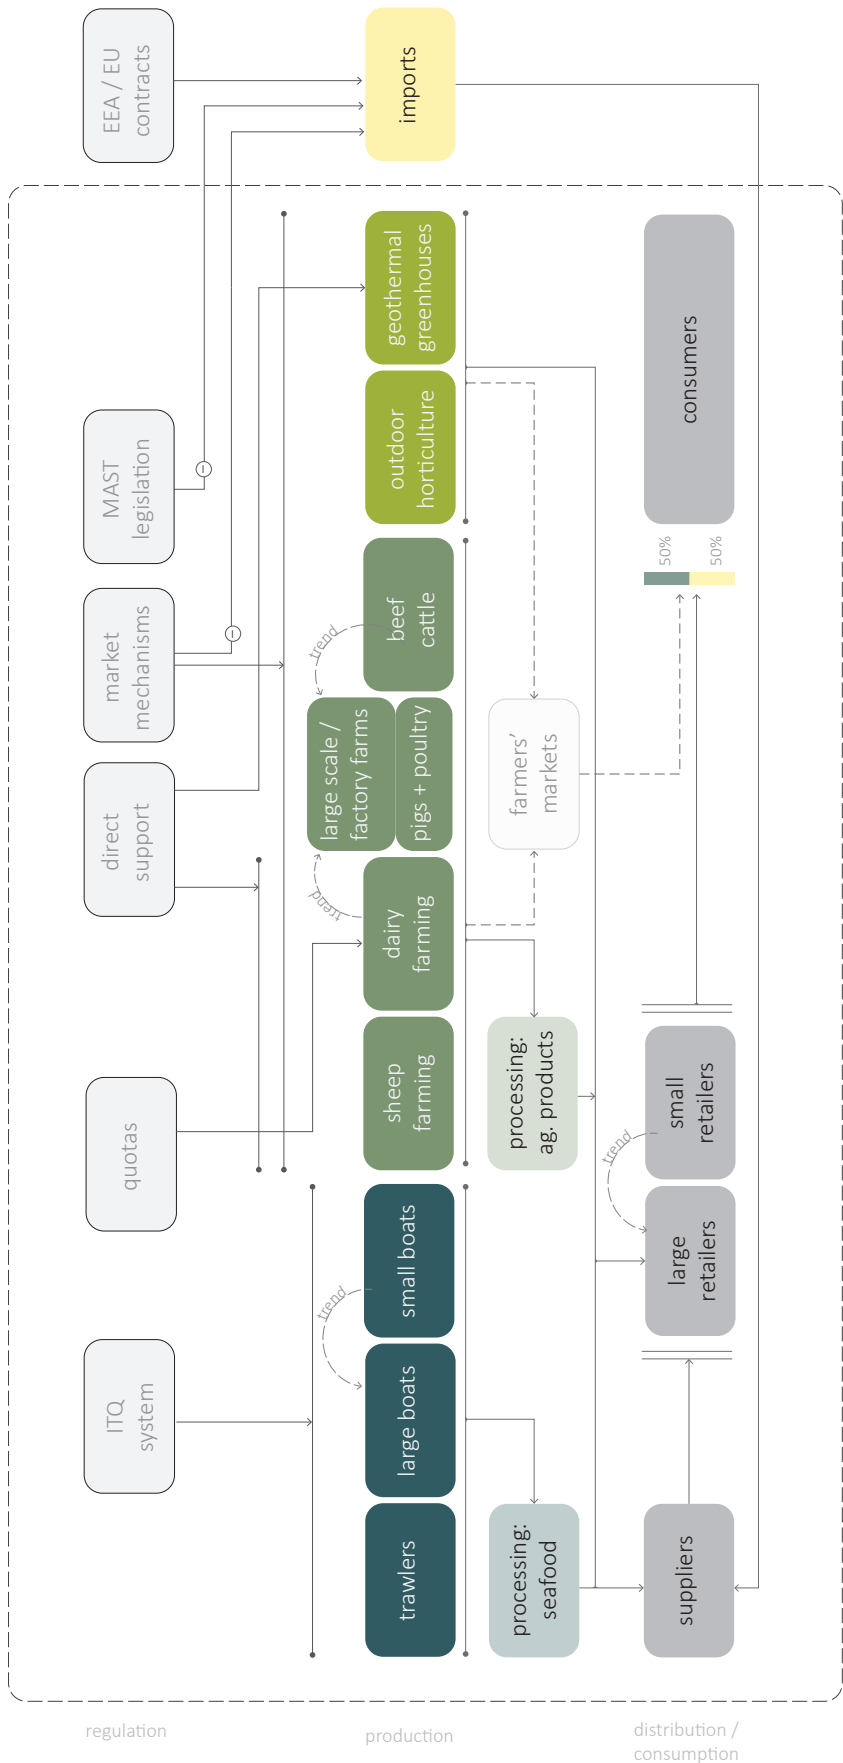 EEA / EU
contracts
imports
geothermal
greenhouses
outdoor
horticulture
consumers
MAST
legislation
50%
50%
beef
cattle
trend
market
mechanisms
large scale /
factory farms
pigs + poultry
farmers'
markets
direct
support
trend
dairy
farming
quotas
sheep
farming
processing:
ag. products
small
retailers
trend
large
retailers
small boats
trend
large boats
ITQ
system
trawlers
processing:
seafood
suppliers
regulation
production
distribution /
consumption